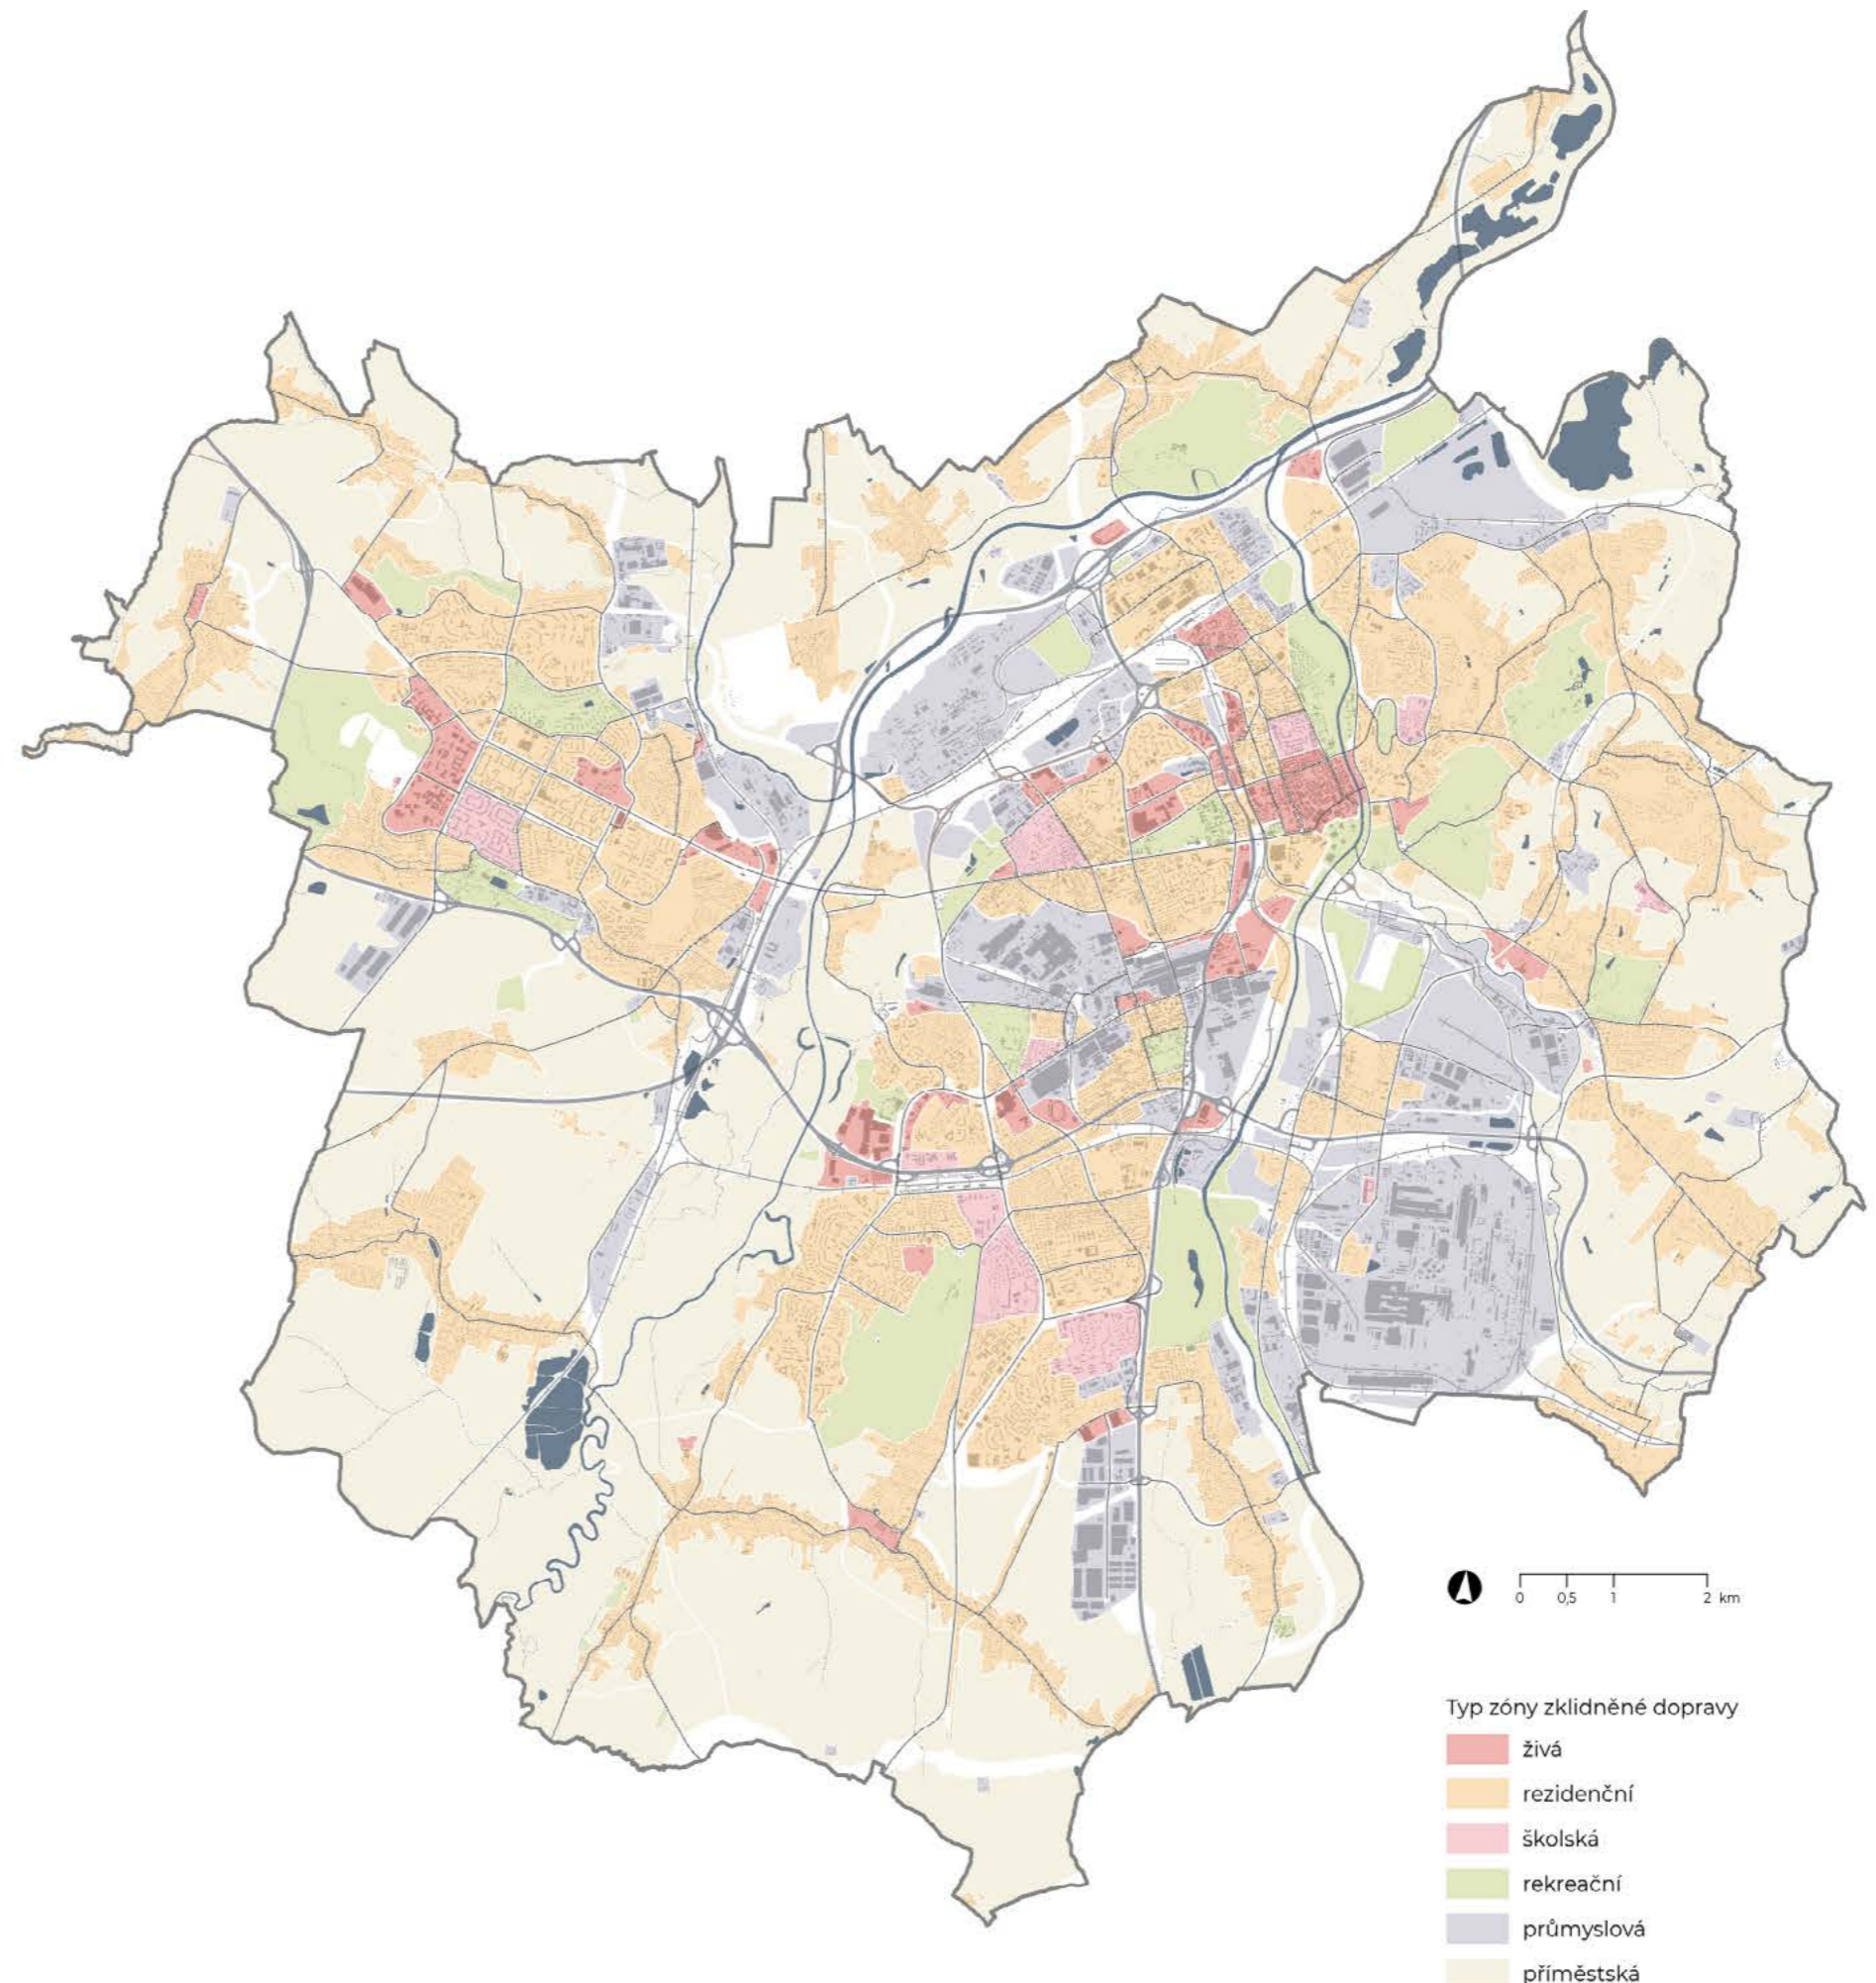 0 0,5 1 2 km
Typ zóny zklidněné dopravy
živá
rezidenční
školská
rekreační
průmyslová
příměstská